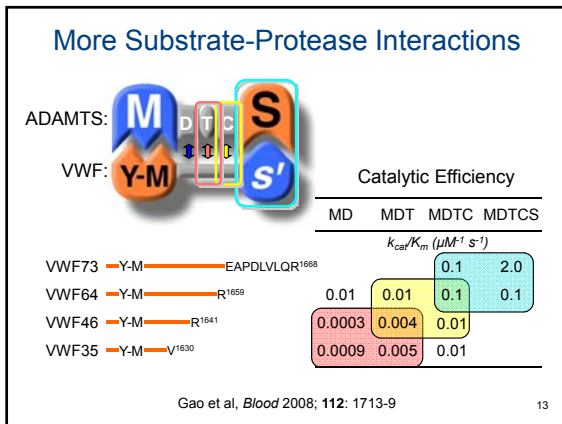 More Substrate-Protease Interactions
ADAMTS: M D T C S
VWF: Y-M S'
Catalytic Efficiency
MD MDT MDTC MDTCS
kcat/Km (µM⁻¹ s⁻¹)
VWF73 Y-M EAPDLVLQR¹⁶⁶⁸ 0.1 2.0
VWF64 Y-M R¹⁶⁵⁹ 0.01 0.01 0.1 0.1
VWF46 Y-M R¹⁶⁴¹ 0.0003 0.004 0.01
VWF35 Y-M V¹⁶³⁰ 0.0009 0.005 0.01
Gao et al, Blood 2008; 112: 1713-9
13